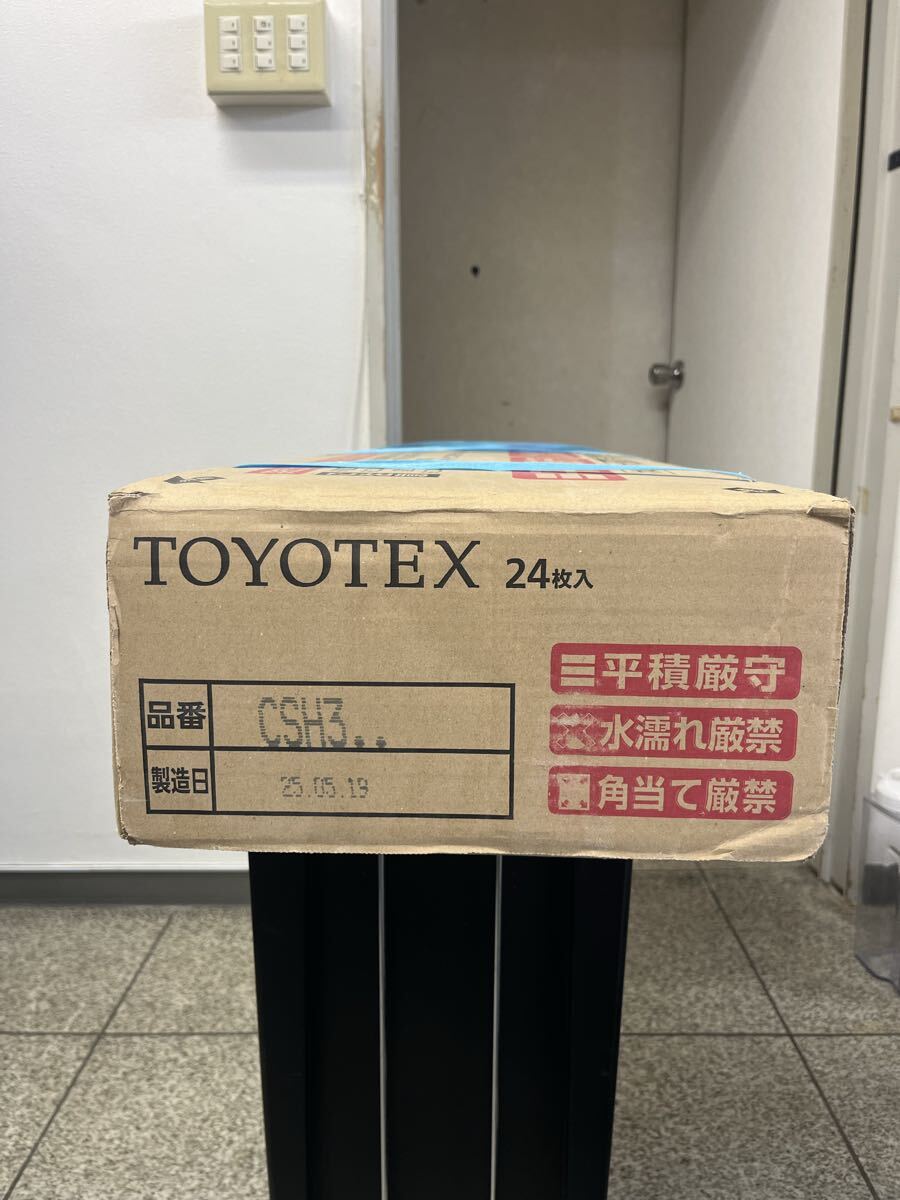 TOYOTEX 24枚入
品番 CSH3..
製造日 25.05.19
平積厳守
水濡れ厳禁
角当て厳禁